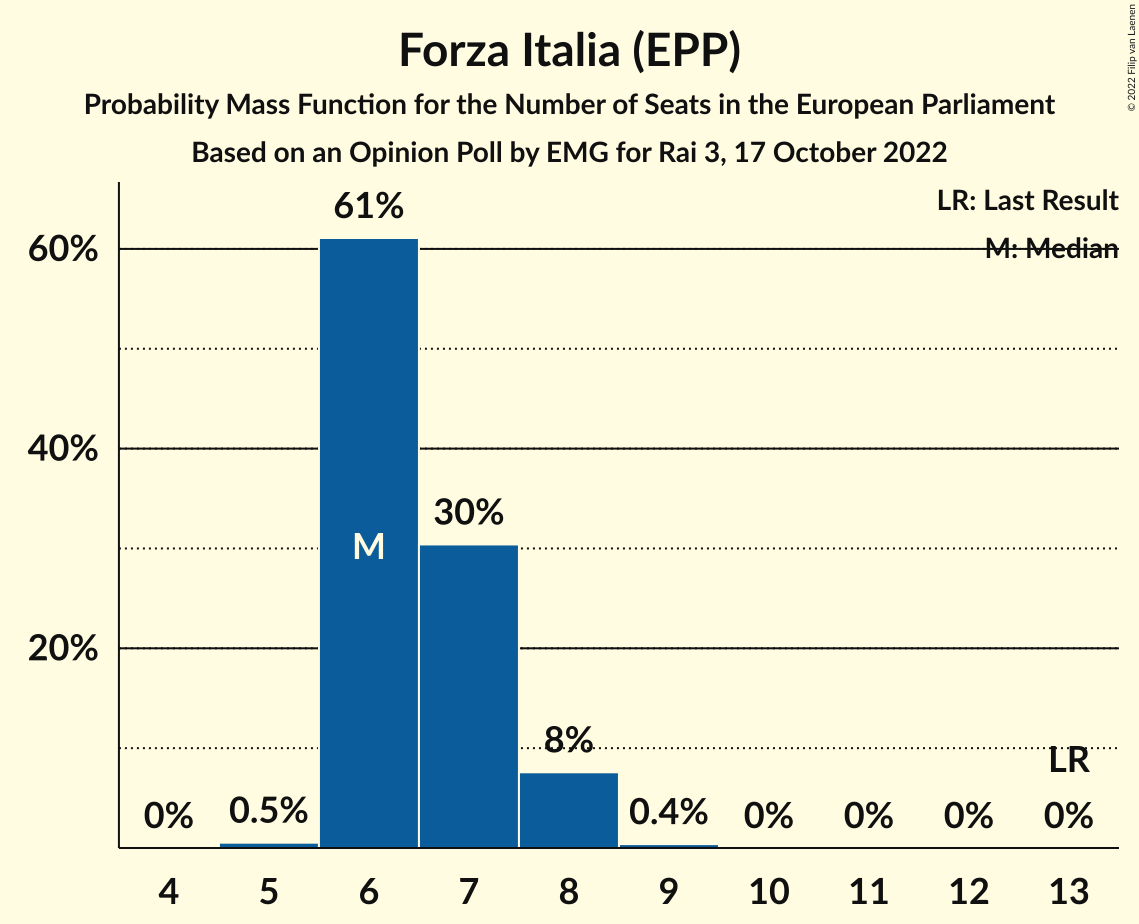 Forza Italia (EPP)
Probability Mass Function for the Number of Seats in the European Parliament
Based on an Opinion Poll by EMG for Rai 3, 17 October 2022
© 2022 Filip van Laenen
LR: Last Result
M: Median
60%
40%
20%
61%
M
30%
8%
LR
0%
0.5%
0.4%
0%
0%
0%
0%
4
5
6
7
8
9
10
11
12
13